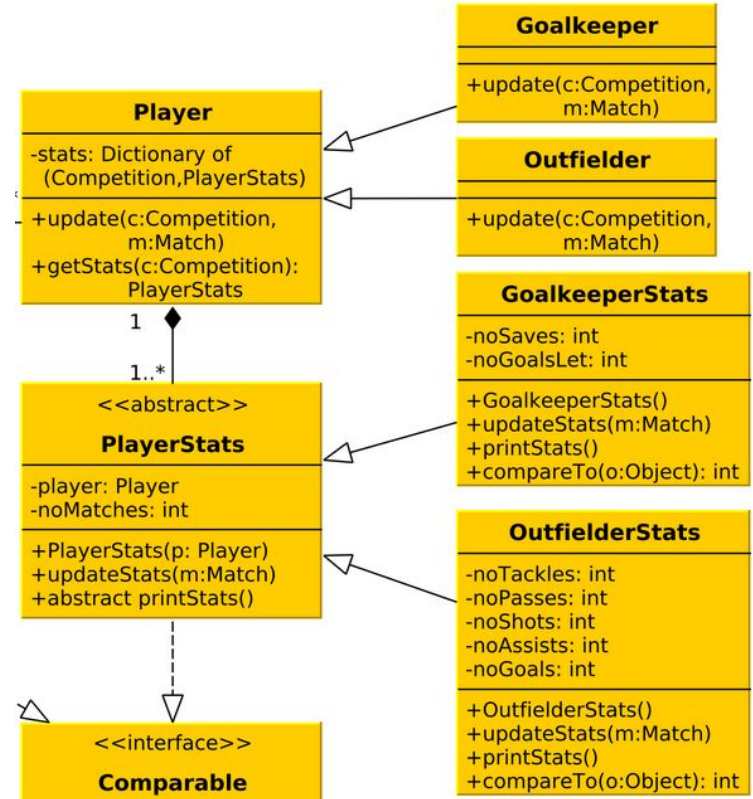 Goalkeeper
+update(c:Competition,
m:Match)
Player
-stats: Dictionary of
(Competition,PlayerStats)
+update(c:Competition,
m:Match)
+getStats(c:Competition):
PlayerStats
Outfielder
+update(c:Competition,
m:Match)
1
1..*
GoalkeeperStats
-noSaves: int
-noGoalsLet: int
+GoalkeeperStats()
+updateStats(m:Match)
+printStats()
+compareTo(o:Object): int
<<abstract>>
PlayerStats
-player: Player
-noMatches: int
+PlayerStats(p: Player)
+updateStats(m:Match)
+abstract printStats()
OutfielderStats
-noTackles: int
-noPasses: int
-noShots: int
-noAssists: int
-noGoals: int
+OutfielderStats()
+updateStats(m:Match)
+printStats()
+compareTo(o:Object): int
<<interface>>
Comparable